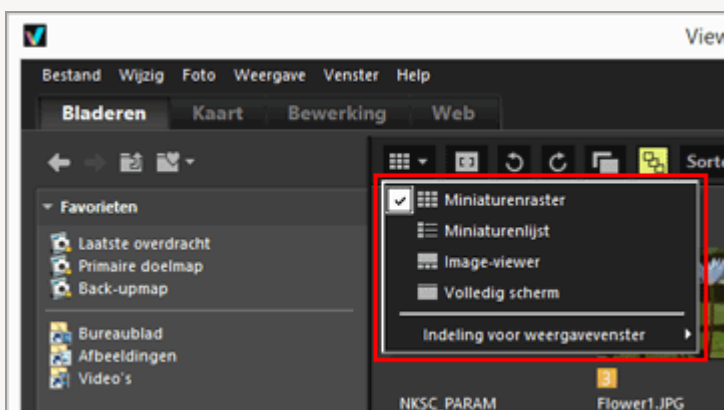 View
Bestand Wijzig Foto Weergave Venster Help
Bladeren Kaart Bewerking Web
Sorte
Favorieten
Laatste overdracht
Primaire doelmap
Back-upmap
Bureaublad
Afbeeldingen
Video's
Miniaturenraster
Miniaturenlijst
Image-viewer
Volledig scherm
Indeling voor weergavevenster
3
NKSC_PARAM Flower1.JPG